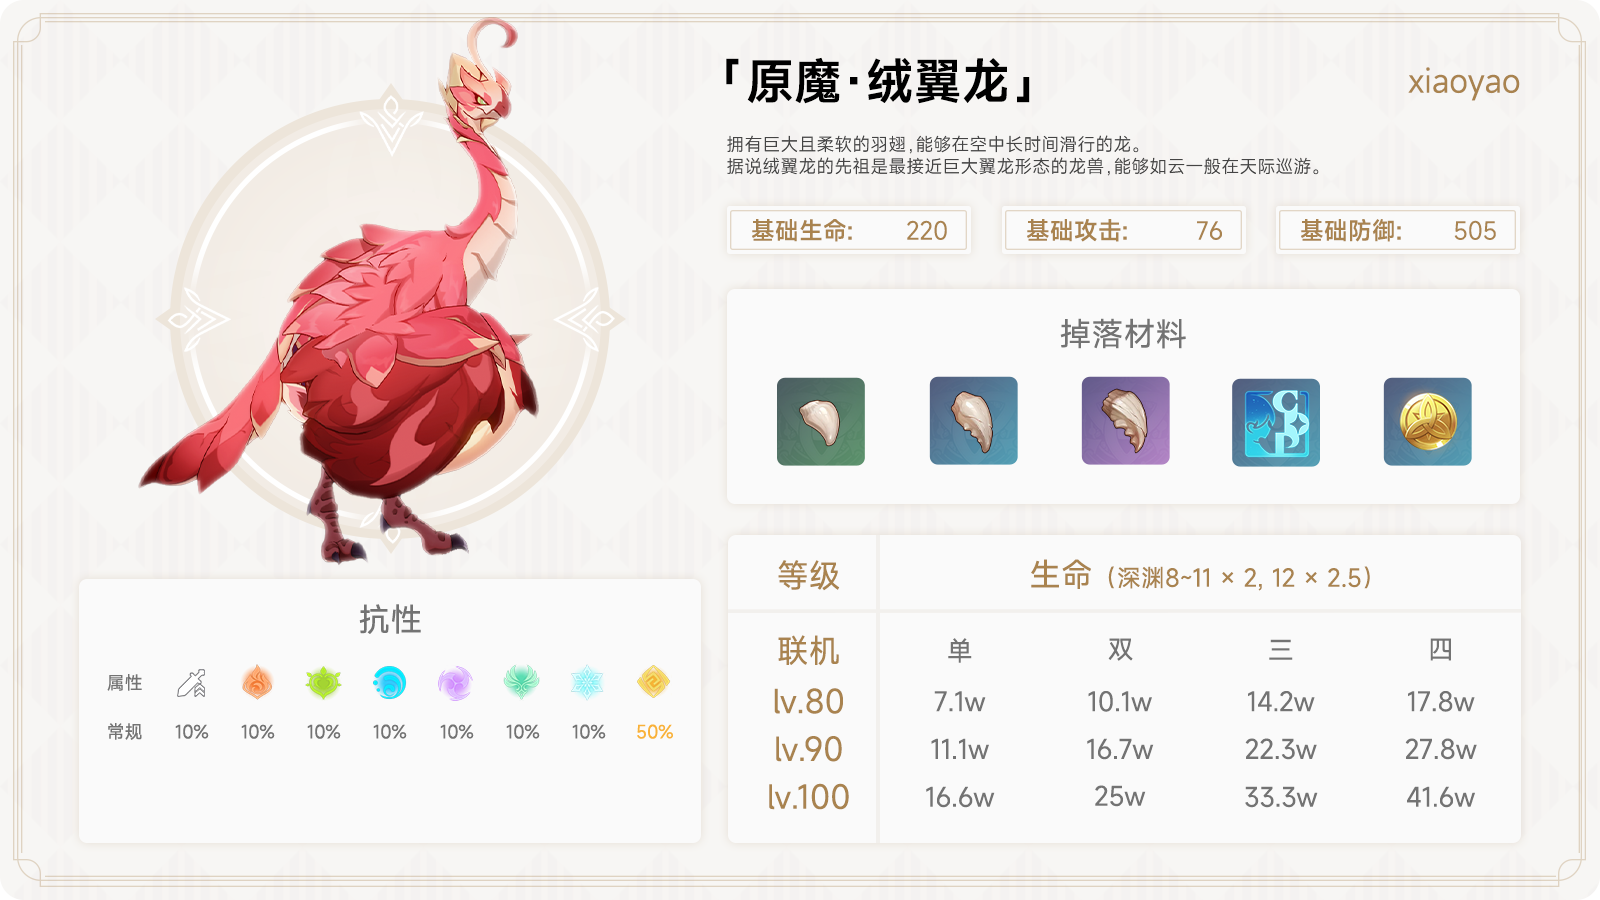 「原魔·绒翼龙」
xiaoyao
拥有巨大且柔软的羽翅,能够在空中长时间滑行的龙。
据说绒翼龙的先祖是最接近巨大翼龙形态的龙兽,能够如云一般在天际巡游。
基础生命: 220
基础攻击: 76
基础防御: 505
掉落材料
抗性
属性
常规 10% 10% 10% 10% 10% 10% 10% 50%
等级 生命 (深渊8~11 × 2, 12 × 2.5)
联机 单 双 三 四
lv.80 7.1w 10.1w 14.2w 17.8w
lv.90 11.1w 16.7w 22.3w 27.8w
lv.100 16.6w 25w 33.3w 41.6w